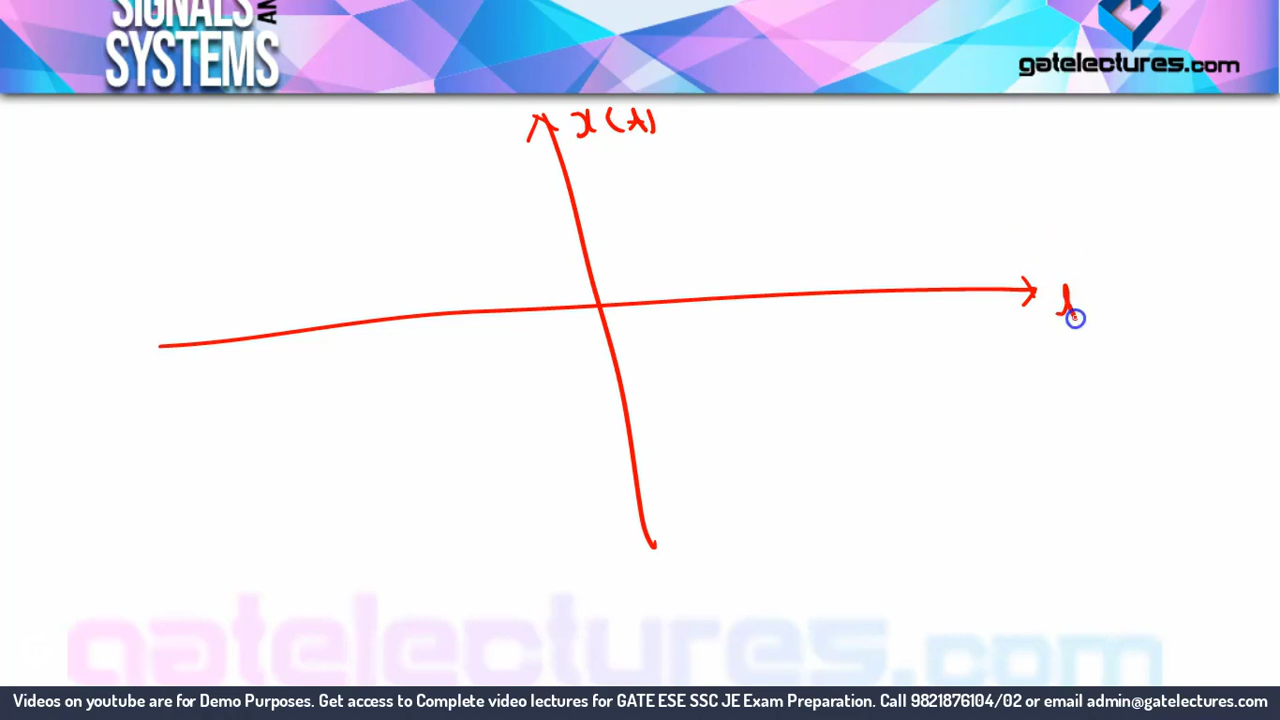 SIGNALS AND
SYSTEMS
gatelectures.com
x(t)
t
gatelectures.com
Videos on youtube are for Demo Purposes. Get access to Complete video lectures for GATE ESE SSC JE Exam Preparation. Call 9821876104/02 or email admin@gatelectures.com